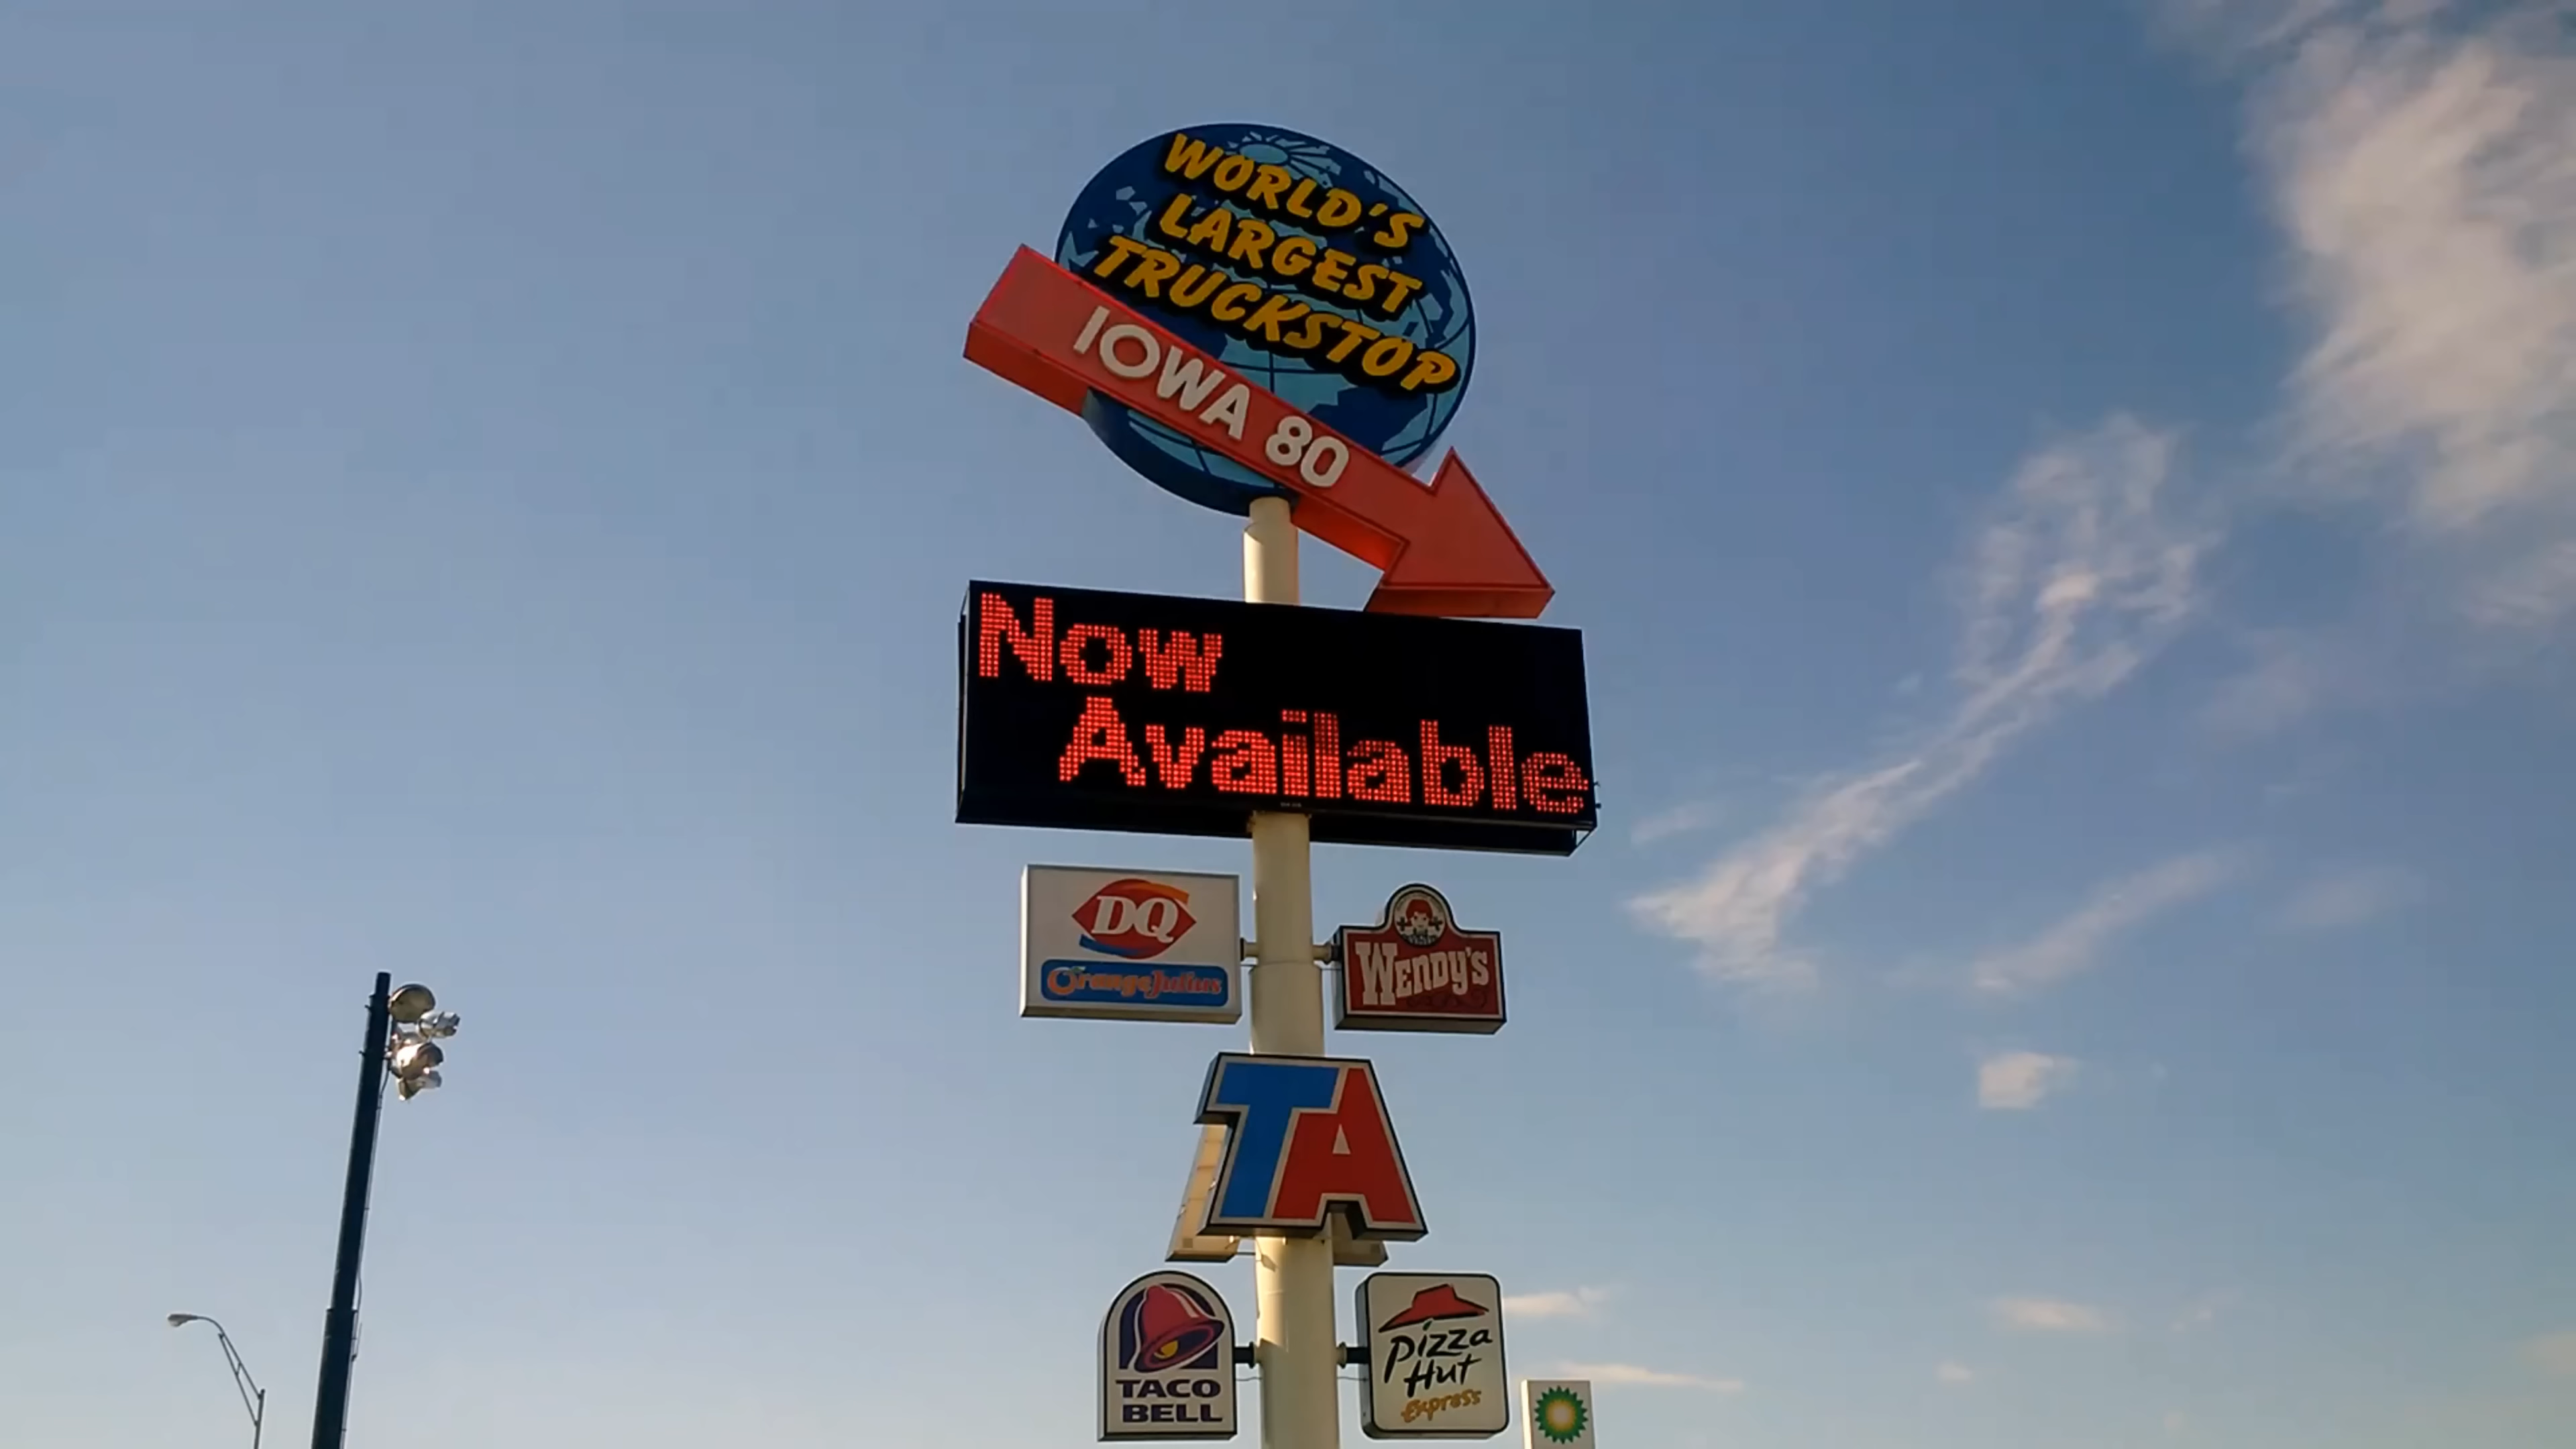 WORLD'S
LARGEST
TRUCKSTOP
IOWA 80
Now
Available
DQ
Orange Julius
WENDY'S
TA
TACO
BELL
Pizza
Hut
Express